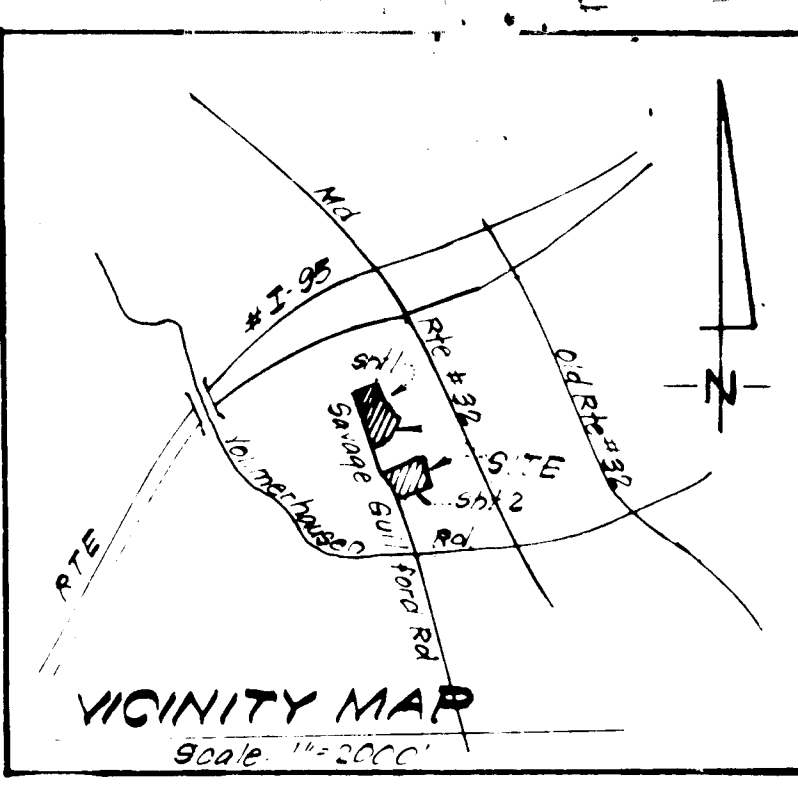 Md
# I-95
Rte # 32
Old Rte # 32
Sht
SITE
Sht 2
Savage Guilford Rd
Vollmerhausen Rd.
RTE
N
VICINITY MAP
Scale. 1"=2000'